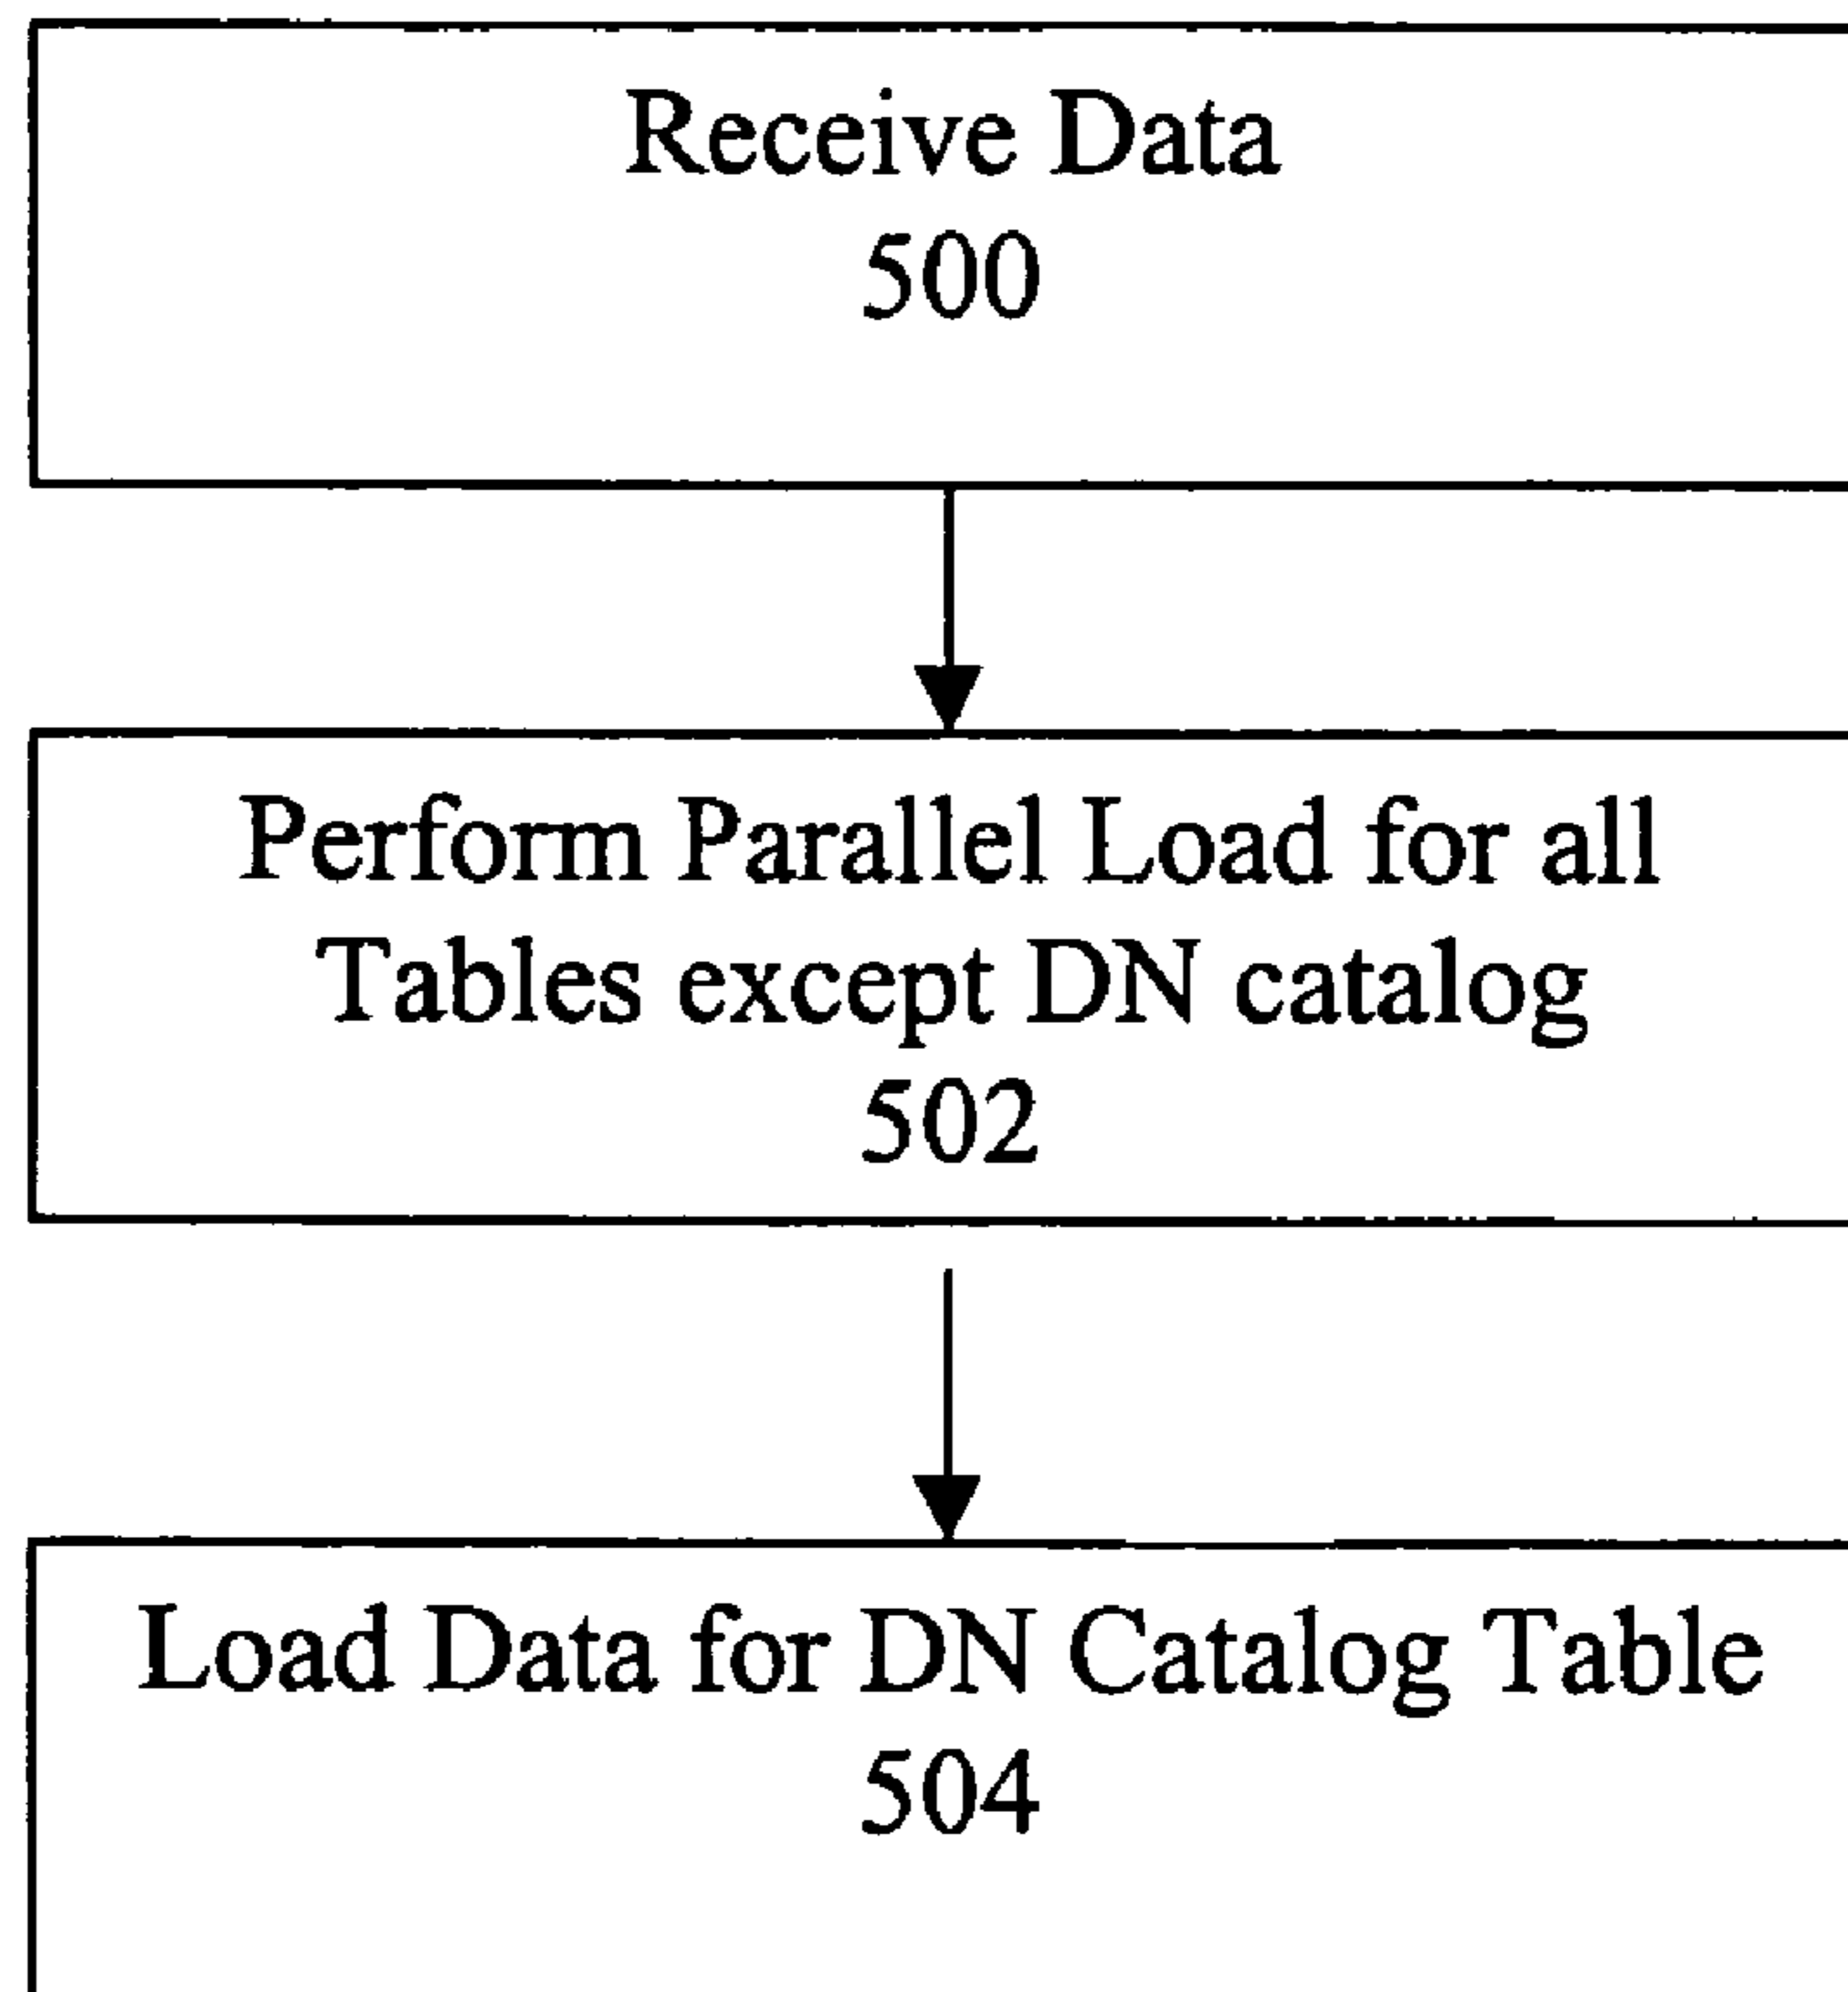 Receive Data
500
Perform Parallel Load for all
Tables except DN catalog
502
Load Data for DN Catalog Table
504